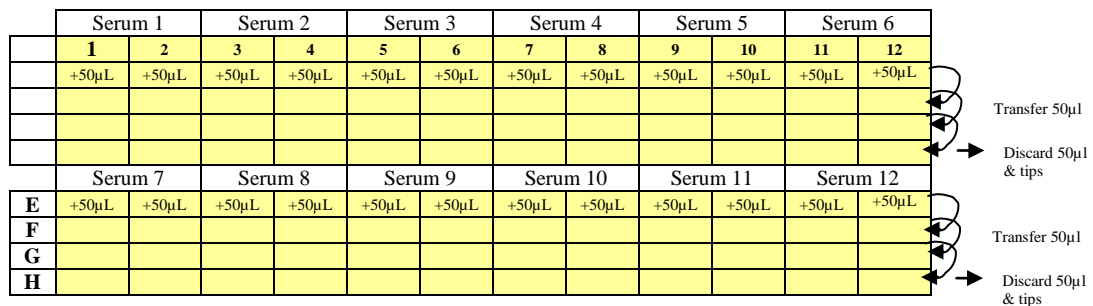 Serum 1 Serum 2 Serum 3 Serum 4 Serum 5 Serum 6
1 2 3 4 5 6 7 8 9 10 11 12
+50µL +50µL +50µL +50µL +50µL +50µL +50µL +50µL +50µL +50µL +50µL +50µL
Transfer 50µl
Discard 50µl
& tips
Serum 7 Serum 8 Serum 9 Serum 10 Serum 11 Serum 12
E +50µL +50µL +50µL +50µL +50µL +50µL +50µL +50µL +50µL +50µL +50µL +50µL
F
Transfer 50µl
G
H
Discard 50µl
& tips